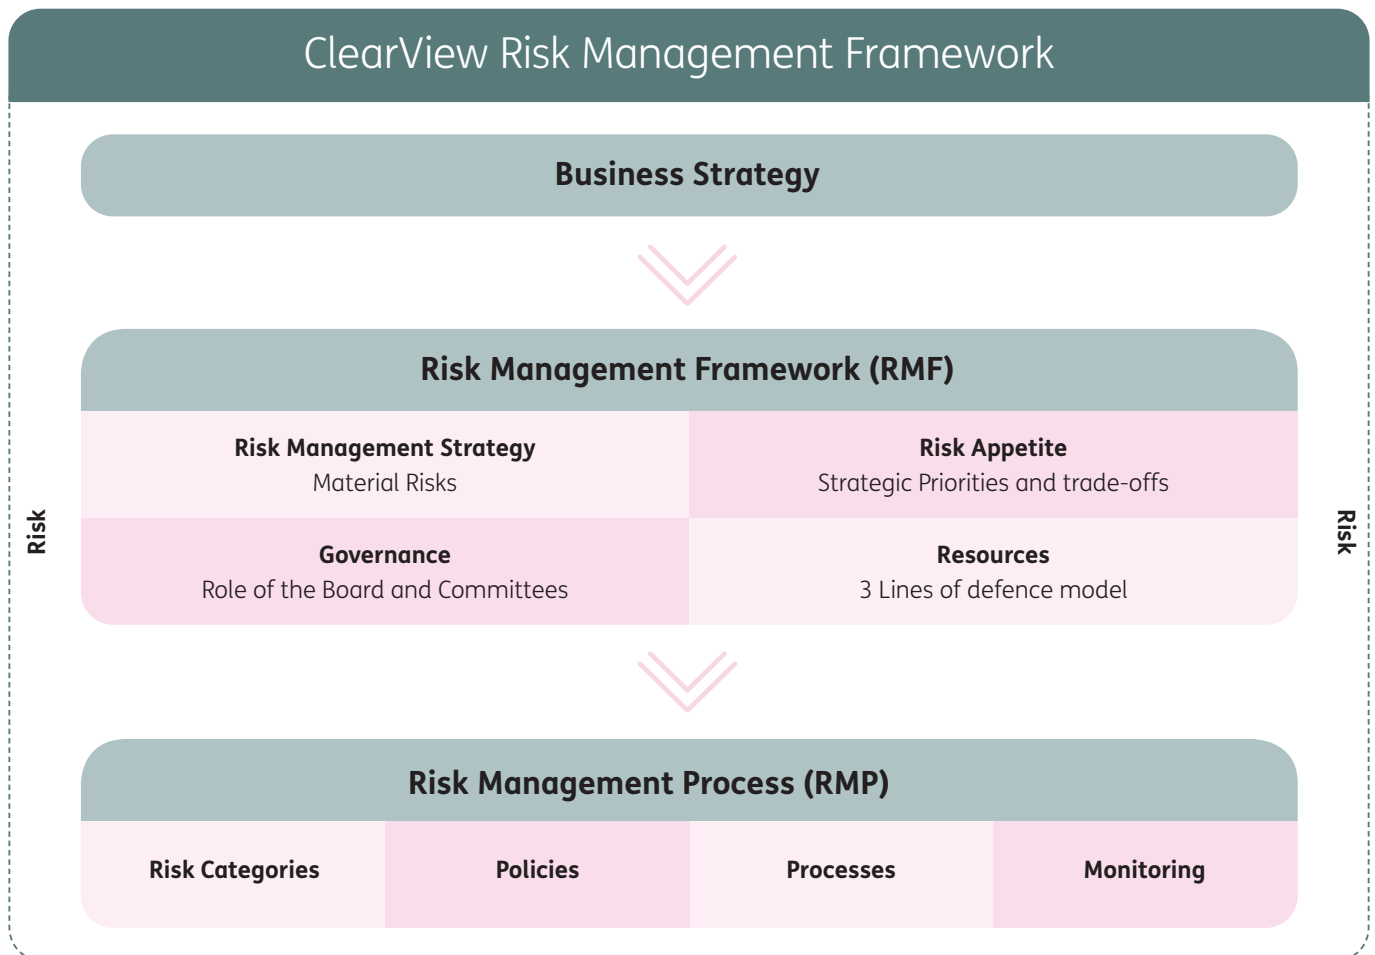 ClearView Risk Management Framework
Business Strategy
Risk Management Framework (RMF)
Risk Management Strategy
Material Risks
Risk Appetite
Strategic Priorities and trade-offs
Governance
Role of the Board and Committees
Resources
3 Lines of defence model
Risk
Risk
Risk Management Process (RMP)
Risk Categories
Policies
Processes
Monitoring